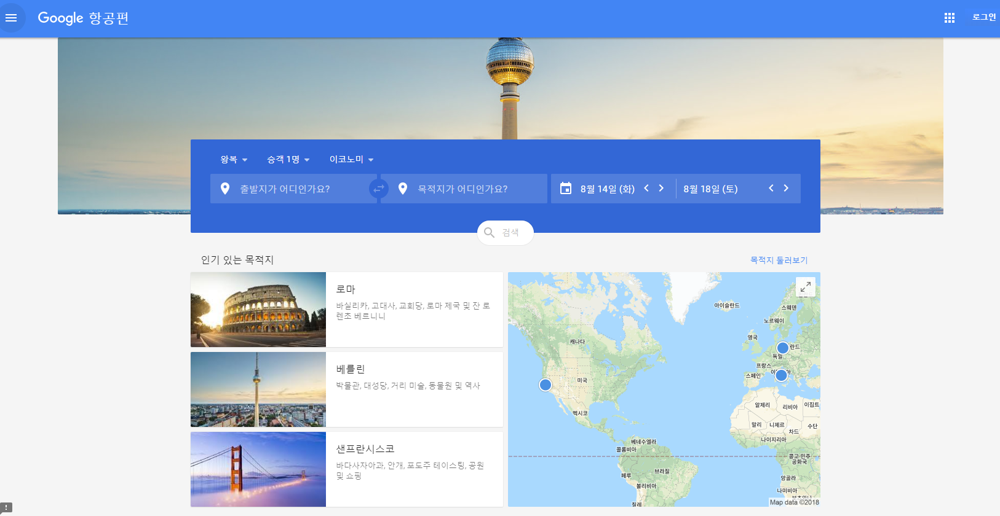 Google 항공편
로그인
왕복
승객 1명
이코노미
출발지가 어디인가요?
목적지가 어디인가요?
8월 14일 (화)
8월 18일 (토)
검색
인기 있는 목적지
목적지 둘러보기
로마
바실리카, 고대사, 교회당, 로마 제국 및 잔 로
렌조 베르니니
베를린
박물관, 대성당, 거리 미술, 동물원 및 역사
샌프란시스코
바다사자아과, 안개, 포도주 테이스팅, 공원
및 쇼핑
아이슬란드
스웨덴
노르웨이
영국
캐나다
란드
독일
프랑스
스페인
미국
알제리
리비아
이집트
멕시코
말리
니제르
수단
차드
나이지리아
베네수엘라
콜롬비아
콩고 민주
공화국
브라질
페루
앙골라
볼리비아
나미비아
칠레
Map data ©2018